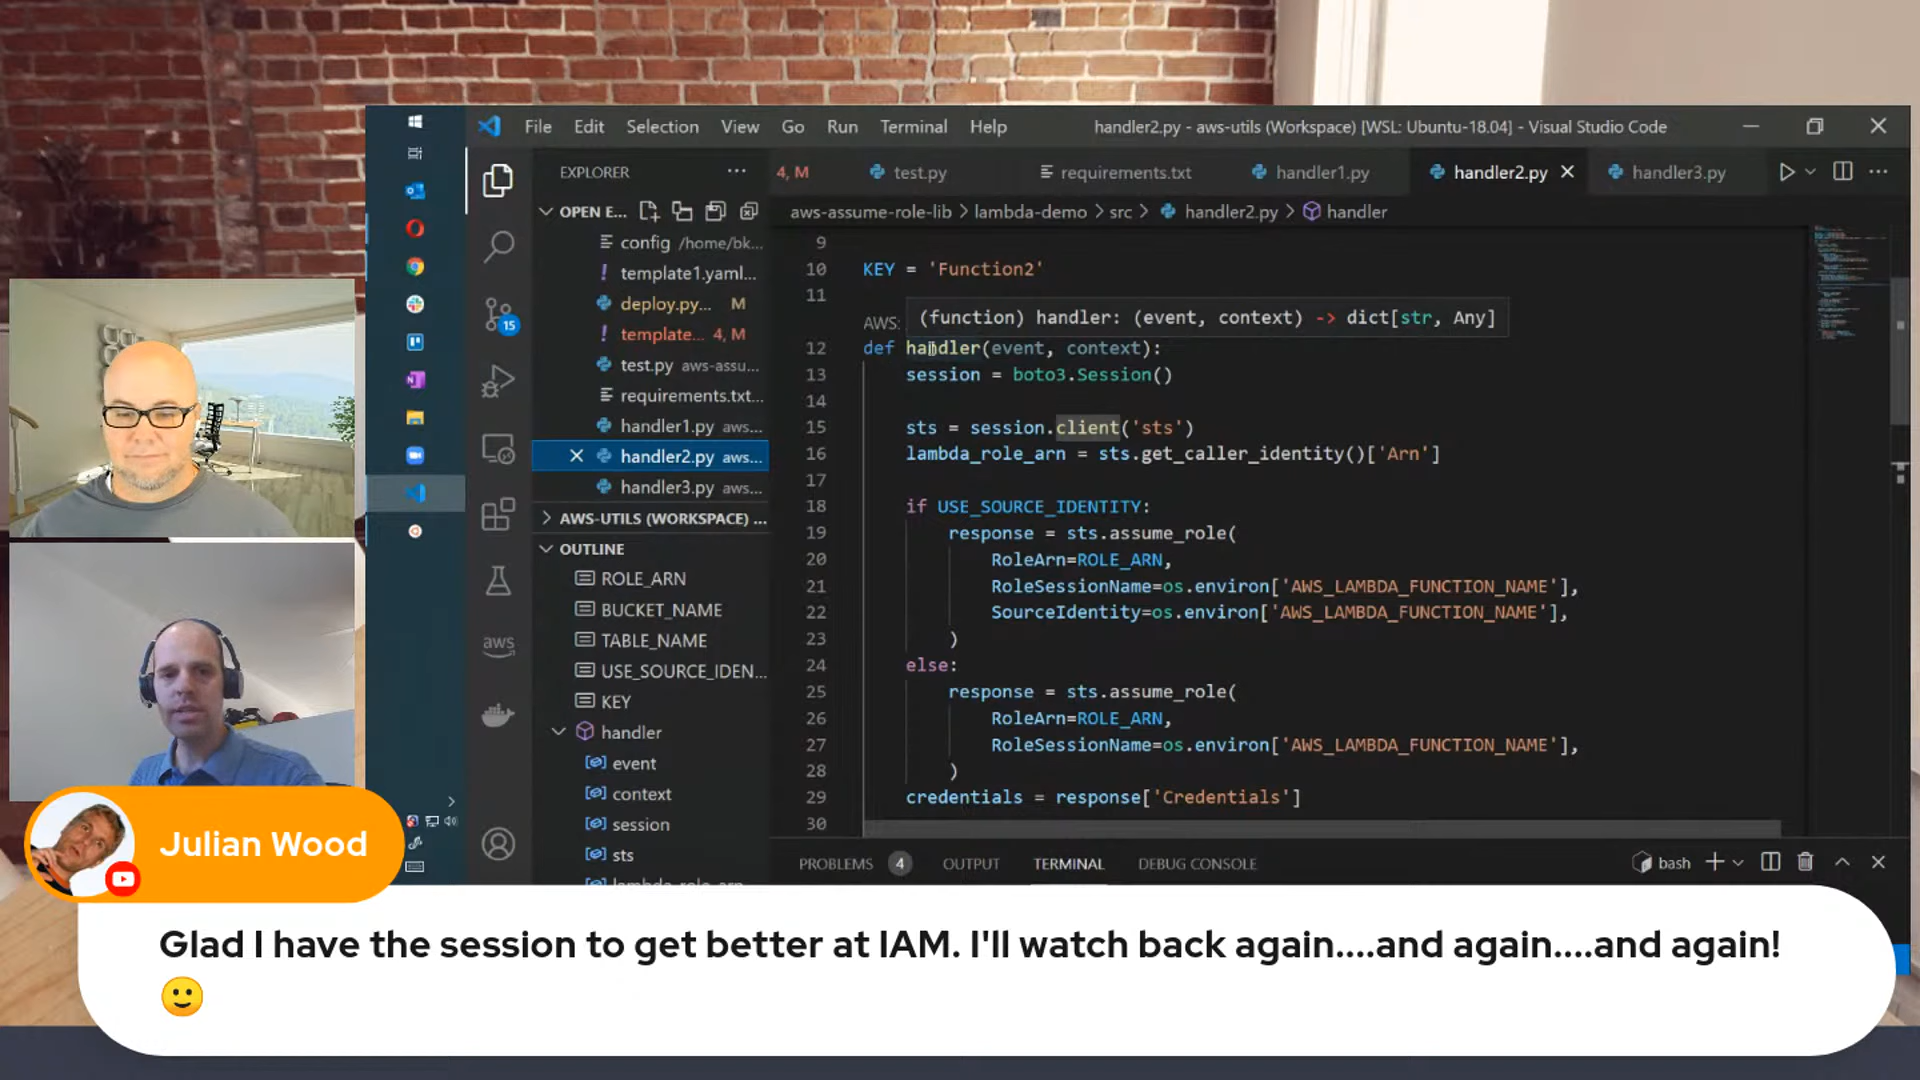 File Edit Selection View Go Run Terminal Help handler2.py - aws-utils (Workspace) [WSL: Ubuntu-18.04] - Visual Studio Code
EXPLORER
4, M test.py requirements.txt handler1.py handler2.py handler3.py
OPEN E...
aws-assume-role-lib > lambda-demo > src > handler2.py > handler
config /home/bk...
template1.yaml...
deploy.py... M
template... 4, M
test.py aws-assu...
requirements.txt...
handler1.py aws...
handler2.py aws...
handler3.py aws...
AWS-UTILS (WORKSPACE) ...
OUTLINE
ROLE_ARN
BUCKET_NAME
TABLE_NAME
USE_SOURCE_IDEN...
KEY
handler
event
context
session
sts
lambda_role_arn
15
aws
9
10 KEY = 'Function2'
11
AWS: (function) handler: (event, context) -> dict[str, Any]
12 def handler(event, context):
13 session = boto3.Session()
14
15 sts = session.client('sts')
16 lambda_role_arn = sts.get_caller_identity()['Arn']
17
18 if USE_SOURCE_IDENTITY:
19 response = sts.assume_role(
20 RoleArn=ROLE_ARN,
21 RoleSessionName=os.environ['AWS_LAMBDA_FUNCTION_NAME'],
22 SourceIdentity=os.environ['AWS_LAMBDA_FUNCTION_NAME'],
23 )
24 else:
25 response = sts.assume_role(
26 RoleArn=ROLE_ARN,
27 RoleSessionName=os.environ['AWS_LAMBDA_FUNCTION_NAME'],
28 )
29 credentials = response['Credentials']
30
PROBLEMS 4 OUTPUT TERMINAL DEBUG CONSOLE bash
Julian Wood
Glad I have the session to get better at IAM. I'll watch back again....and again....and again!
🙂